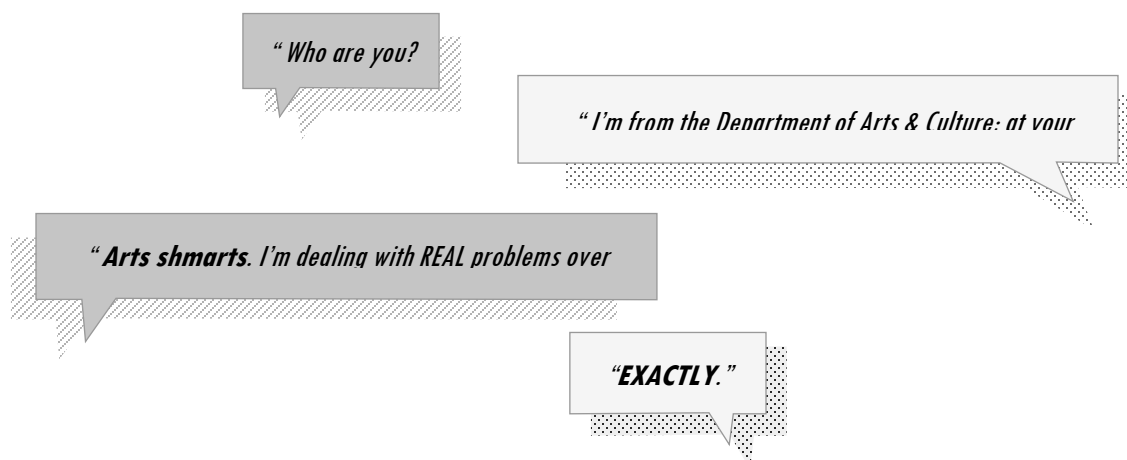 “ Who are you?
“ I’m from the Department of Arts & Culture: at your
“ Arts shmarts. I’m dealing with REAL problems over
“EXACTLY.”